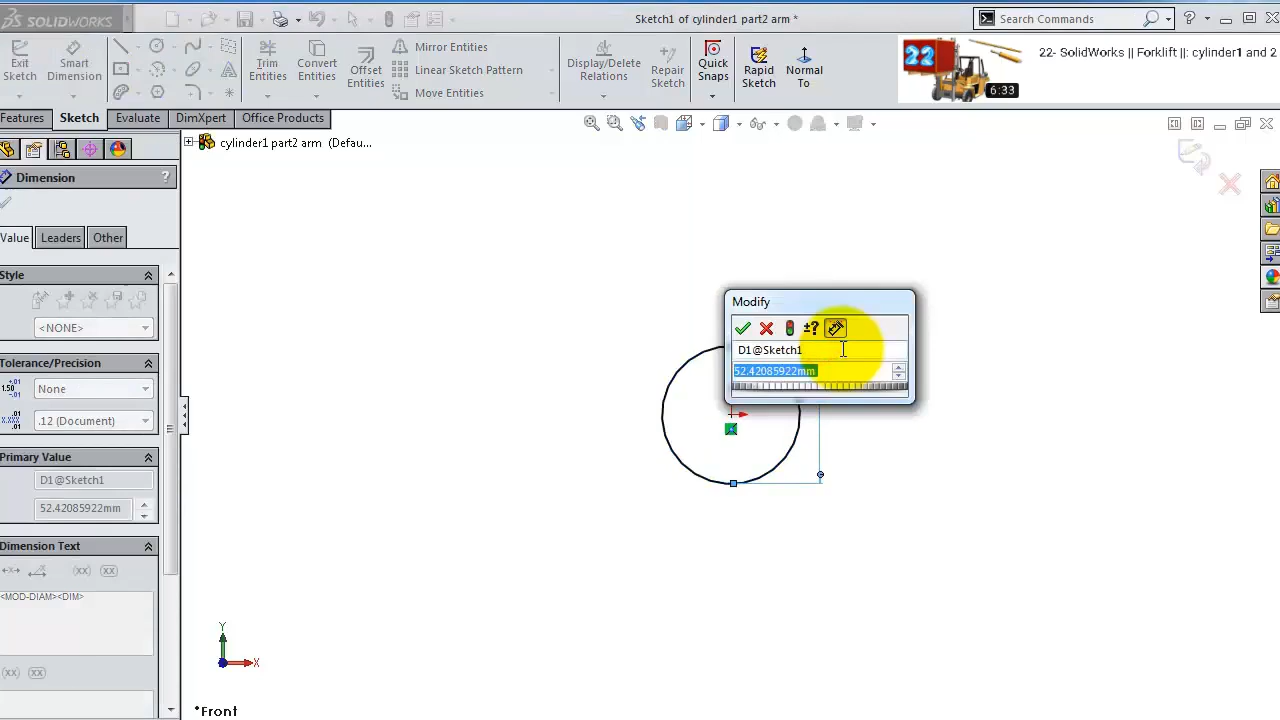 SOLIDWORKS
Sketch1 of cylinder1 part2 arm *
Search Commands
Exit Sketch
Smart Dimension
Trim Entities
Convert Entities
Offset Entities
Mirror Entities
Linear Sketch Pattern
Move Entities
Display/Delete Relations
Repair Sketch
Quick Snaps
Rapid Sketch
Normal To
22
6:33
22- SolidWorks || Forklift ||: cylinder1 and 2
Features
Sketch
Evaluate
DimXpert
Office Products
cylinder1 part2 arm (Defau...
Dimension
?
Value
Leaders
Other
Style
<NONE>
Tolerance/Precision
None
.12 (Document)
Primary Value
D1@Sketch1
52.42085922mm
Dimension Text
(xx)
(xx)
<MOD-DIAM><DIM>
(xx)
(xx)
Modify
±?
D1@Sketch1
52.42085922mm
Y
X
*Front